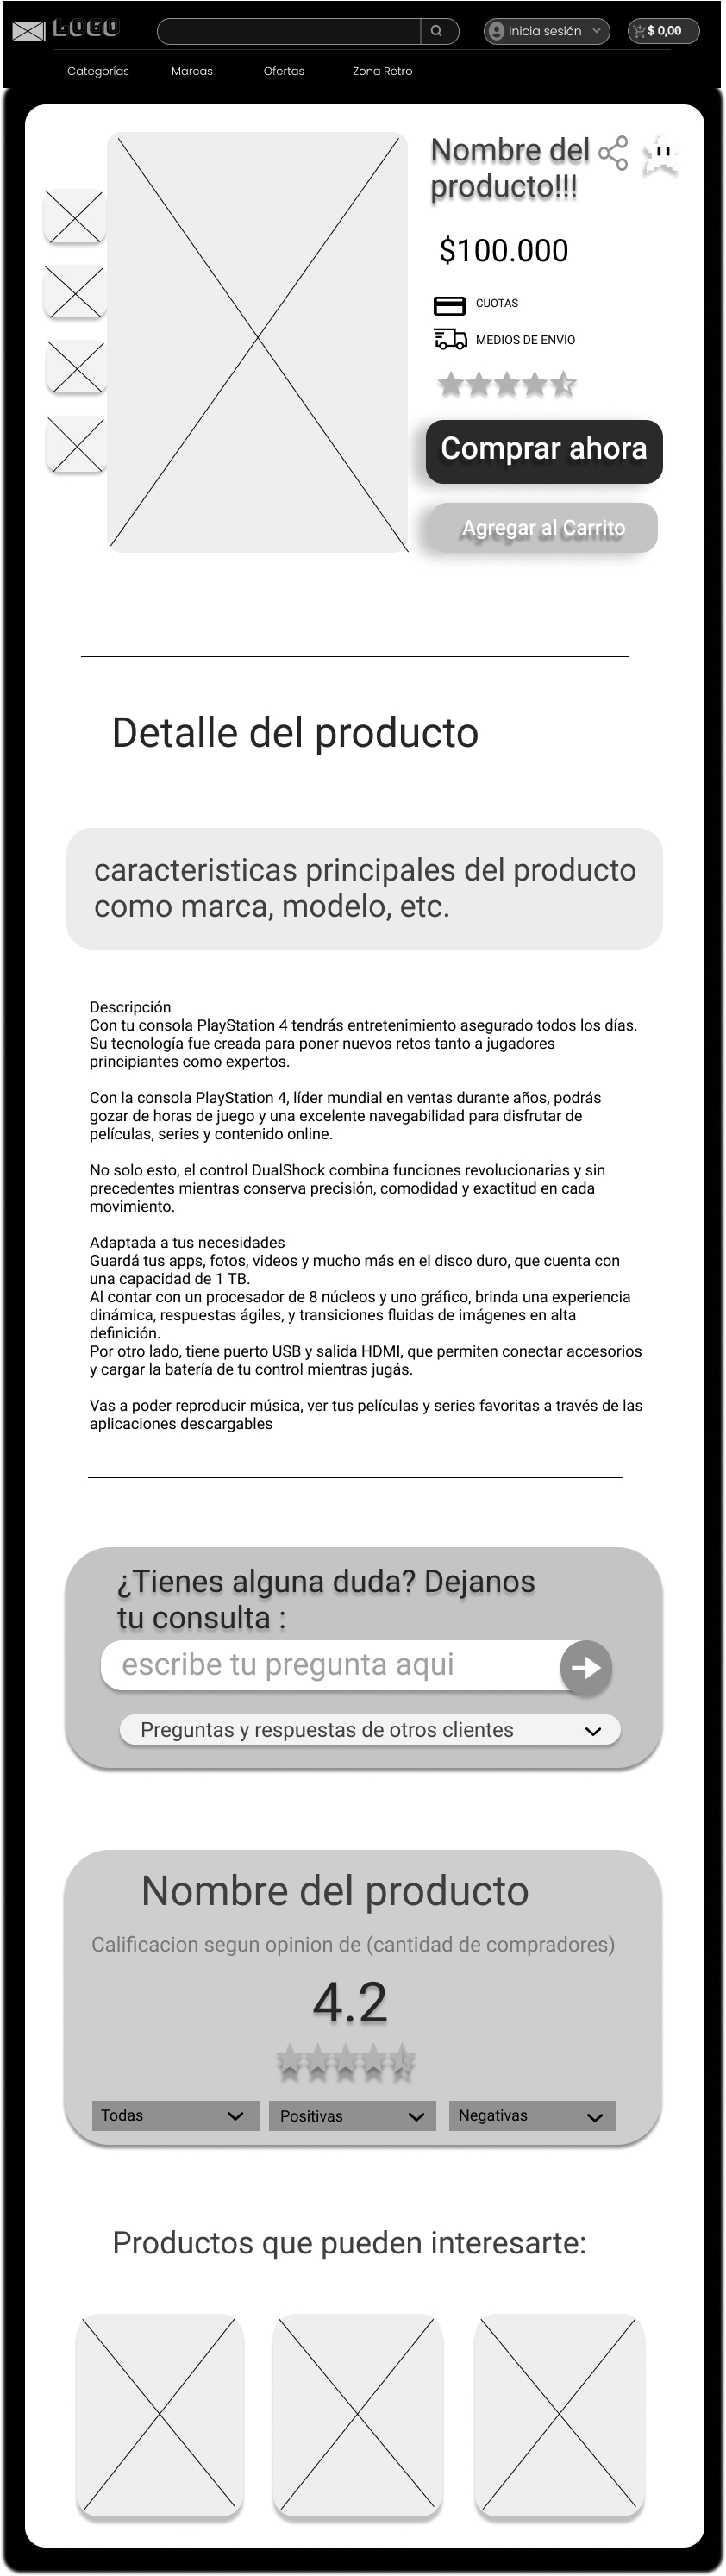 LOGO
Inicia sesión
$ 0,00
Categorías
Marcas
Ofertas
Zona Retro
Nombre del
producto!!!
$100.000
CUOTAS
MEDIOS DE ENVIO
Comprar ahora
Agregar al Carrito
Detalle del producto
caracteristicas principales del producto
como marca, modelo, etc.
Descripción
Con tu consola PlayStation 4 tendrás entretenimiento asegurado todos los días.
Su tecnología fue creada para poner nuevos retos tanto a jugadores
principiantes como expertos.
Con la consola PlayStation 4, líder mundial en ventas durante años, podrás
gozar de horas de juego y una excelente navegabilidad para disfrutar de
películas, series y contenido online.
No solo esto, el control DualShock combina funciones revolucionarias y sin
precedentes mientras conserva precisión, comodidad y exactitud en cada
movimiento.
Adaptada a tus necesidades
Guardá tus apps, fotos, videos y mucho más en el disco duro, que cuenta con
una capacidad de 1 TB.
Al contar con un procesador de 8 núcleos y uno gráfico, brinda una experiencia
dinámica, respuestas ágiles, y transiciones fluidas de imágenes en alta
definición.
Por otro lado, tiene puerto USB y salida HDMI, que permiten conectar accesorios
y cargar la batería de tu control mientras jugás.
Vas a poder reproducir música, ver tus películas y series favoritas a través de las
aplicaciones descargables
¿Tienes alguna duda? Dejanos
tu consulta :
escribe tu pregunta aqui
Preguntas y respuestas de otros clientes
Nombre del producto
Calificacion segun opinion de (cantidad de compradores)
4.2
Todas
Positivas
Negativas
Productos que pueden interesarte: